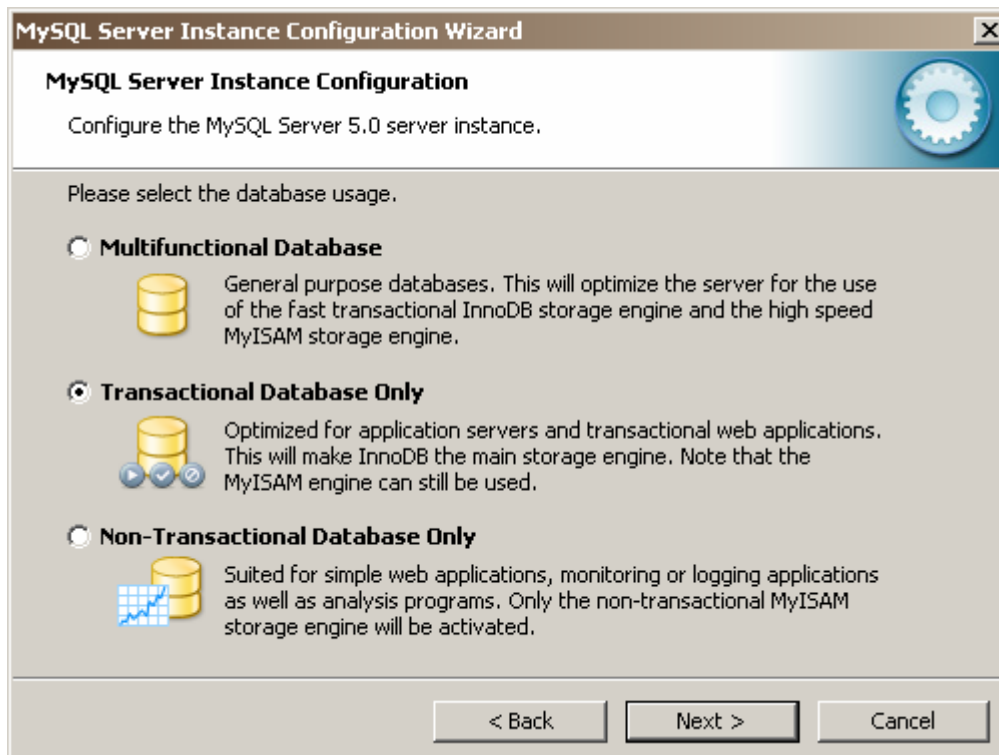 MySQL Server Instance Configuration Wizard
MySQL Server Instance Configuration
Configure the MySQL Server 5.0 server instance.
Please select the database usage.
Multifunctional Database
General purpose databases. This will optimize the server for the use
of the fast transactional InnoDB storage engine and the high speed
MyISAM storage engine.
Transactional Database Only
Optimized for application servers and transactional web applications.
This will make InnoDB the main storage engine. Note that the
MyISAM engine can still be used.
Non-Transactional Database Only
Suited for simple web applications, monitoring or logging applications
as well as analysis programs. Only the non-transactional MyISAM
storage engine will be activated.
< Back Next > Cancel